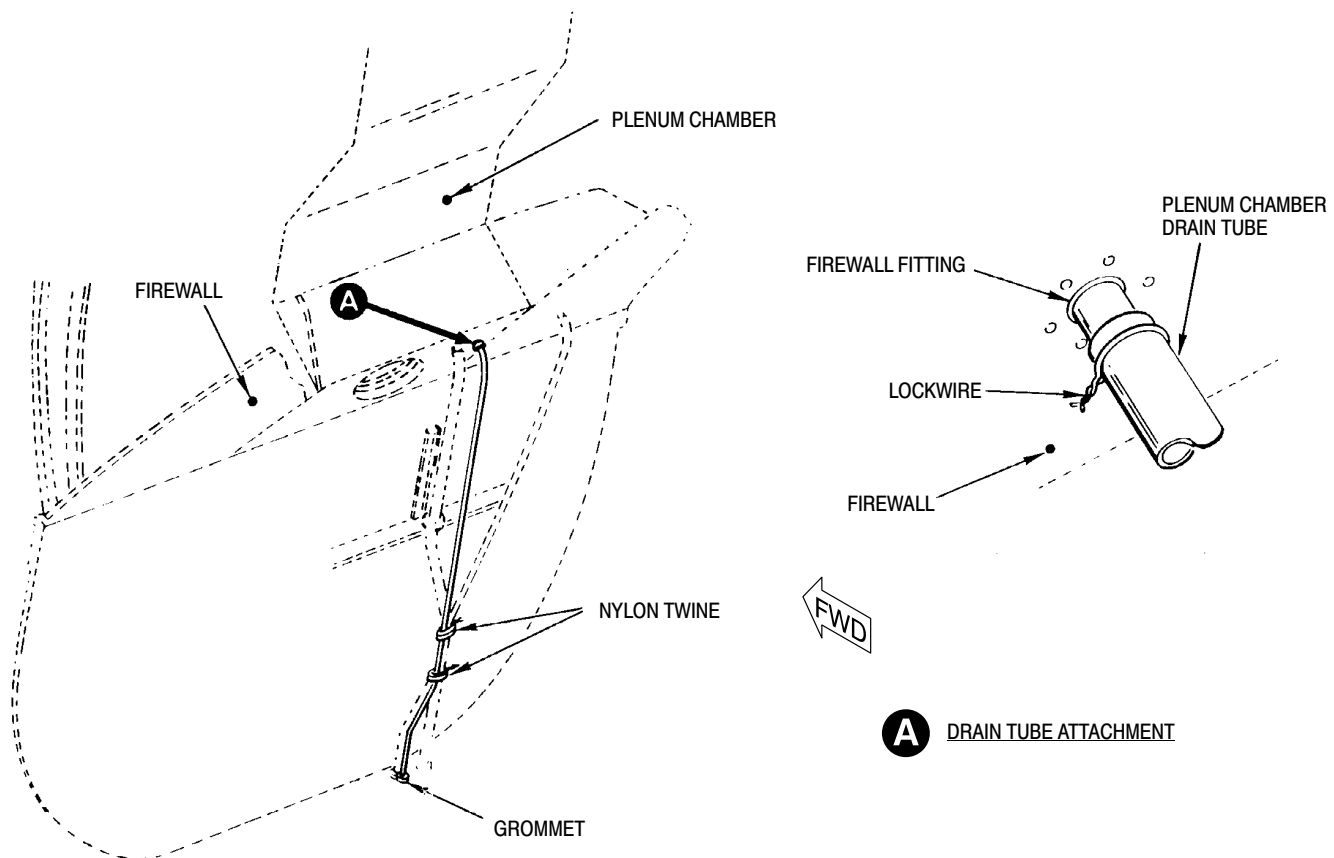 PLENUM CHAMBER
FIREWALL
A
NYLON TWINE
GROMMET
PLENUM CHAMBER
DRAIN TUBE
FIREWALL FITTING
LOCKWIRE
FIREWALL
FWD
A DRAIN TUBE ATTACHMENT